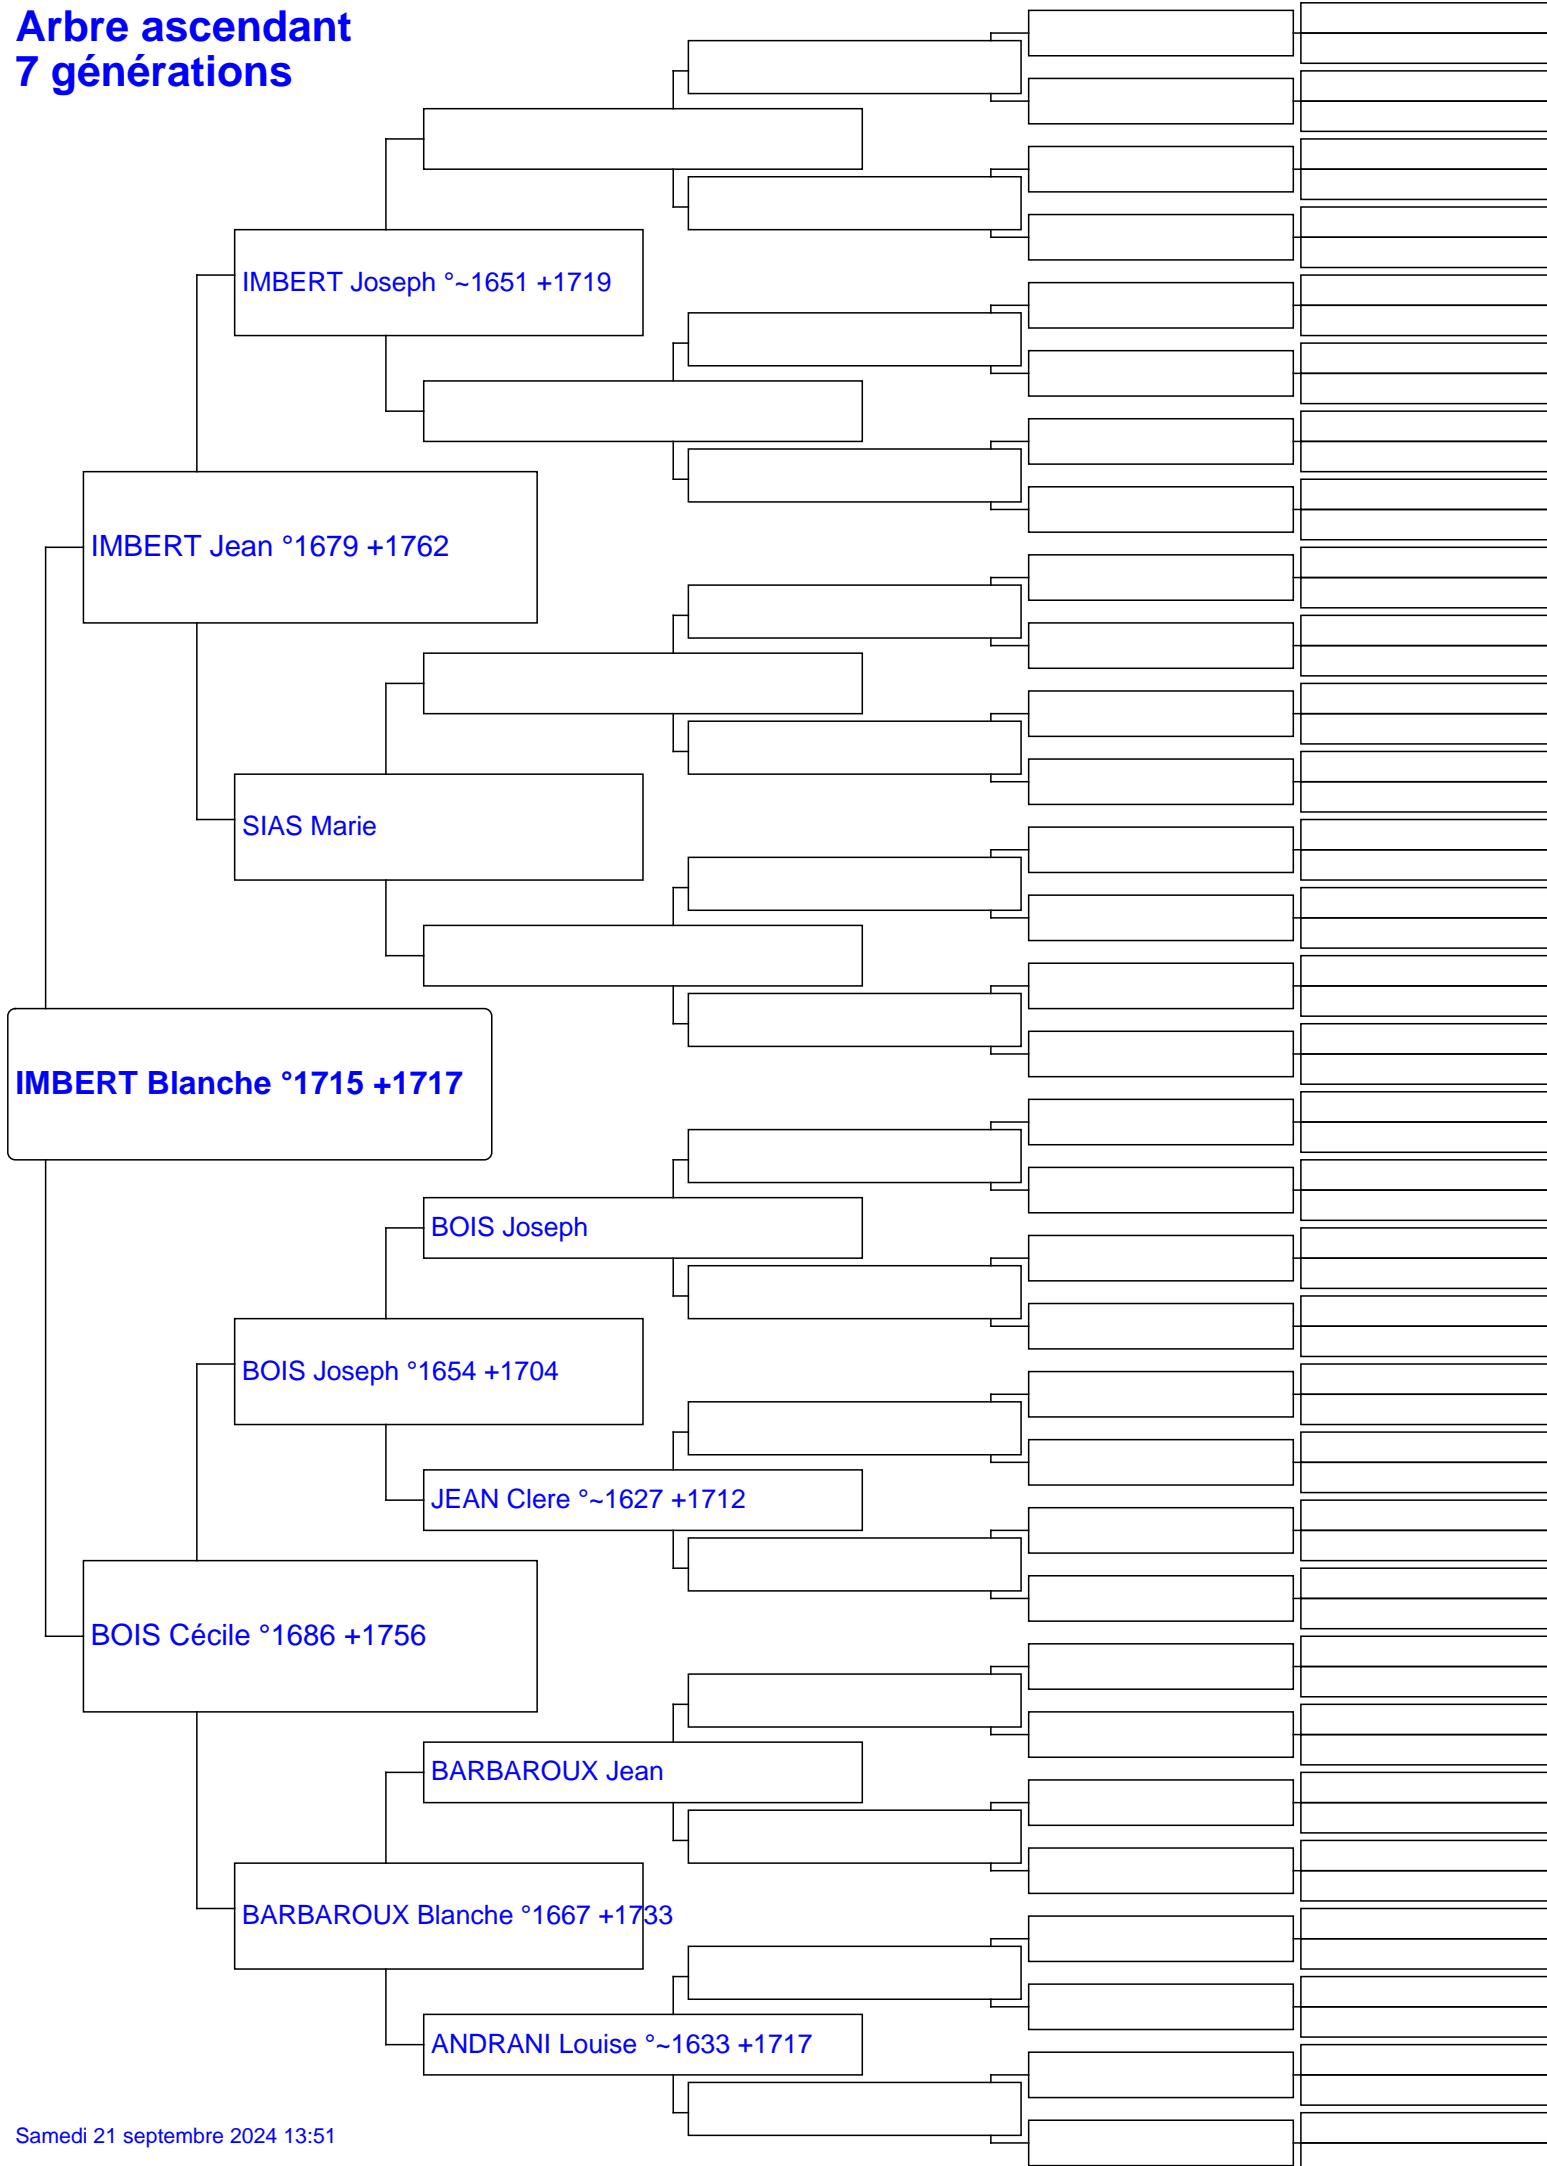 Arbre ascendant
7 générations
IMBERT Joseph °~1651 +1719
IMBERT Jean °1679 +1762
SIAS Marie
IMBERT Blanche °1715 +1717
BOIS Joseph
BOIS Joseph °1654 +1704
JEAN Clere °~1627 +1712
BOIS Cécile °1686 +1756
BARBAROUX Jean
BARBAROUX Blanche °1667 +1733
ANDRANI Louise °~1633 +1717
Samedi 21 septembre 2024 13:51